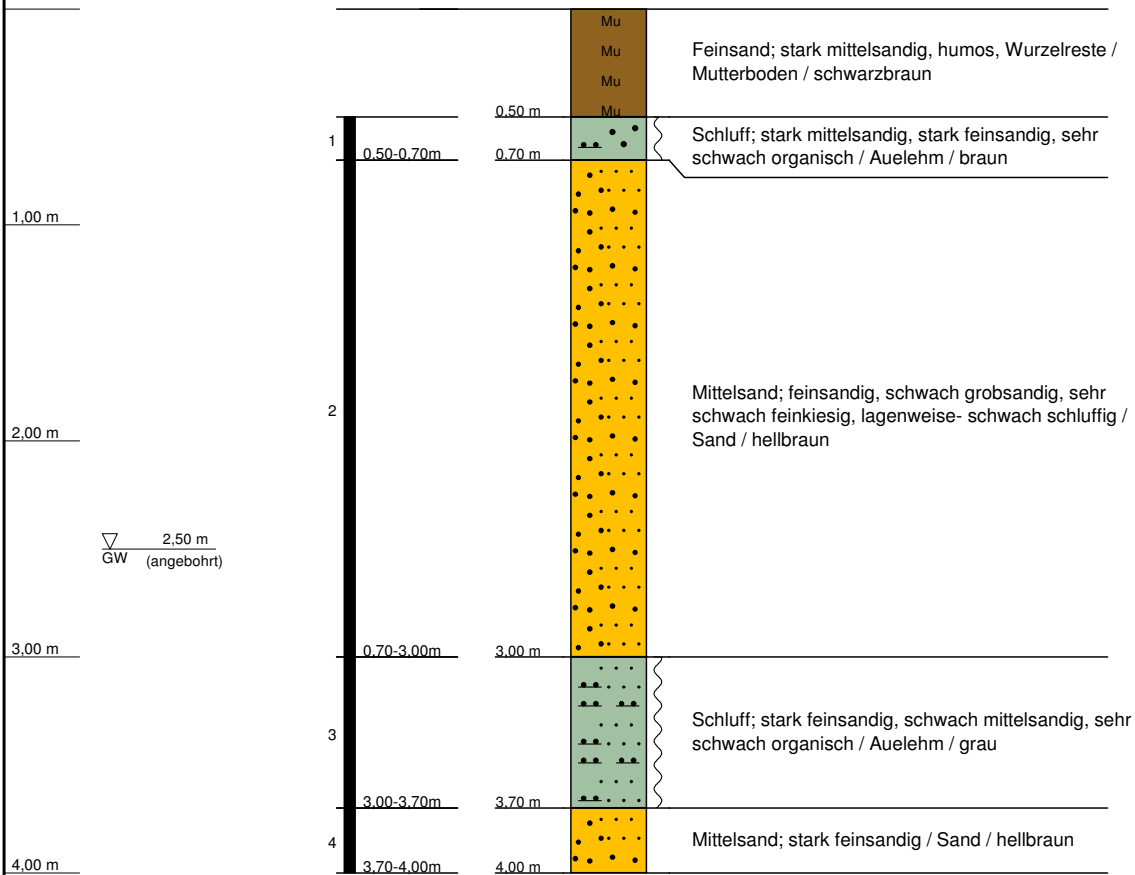 Mu
Mu
Mu
Mu
Feinsand; stark mittelsandig, humos, Wurzelreste /
Mutterboden / schwarzbraun
0,50 m
1
0,50-0,70m
0,70 m
Schluff; stark mittelsandig, stark feinsandig, sehr
schwach organisch / Auelehm / braun
1,00 m
2
Mittelsand; feinsandig, schwach grobsandig, sehr
schwach feinkiesig, lagenweise- schwach schluffig /
Sand / hellbraun
2,00 m
2,50 m
GW (angebohrt)
3,00 m
0,70-3,00m
3,00 m
3
Schluff; stark feinsandig, schwach mittelsandig, sehr
schwach organisch / Auelehm / grau
3,00-3,70m
3,70 m
4
Mittelsand; stark feinsandig / Sand / hellbraun
4,00 m
3,70-4,00m
4,00 m